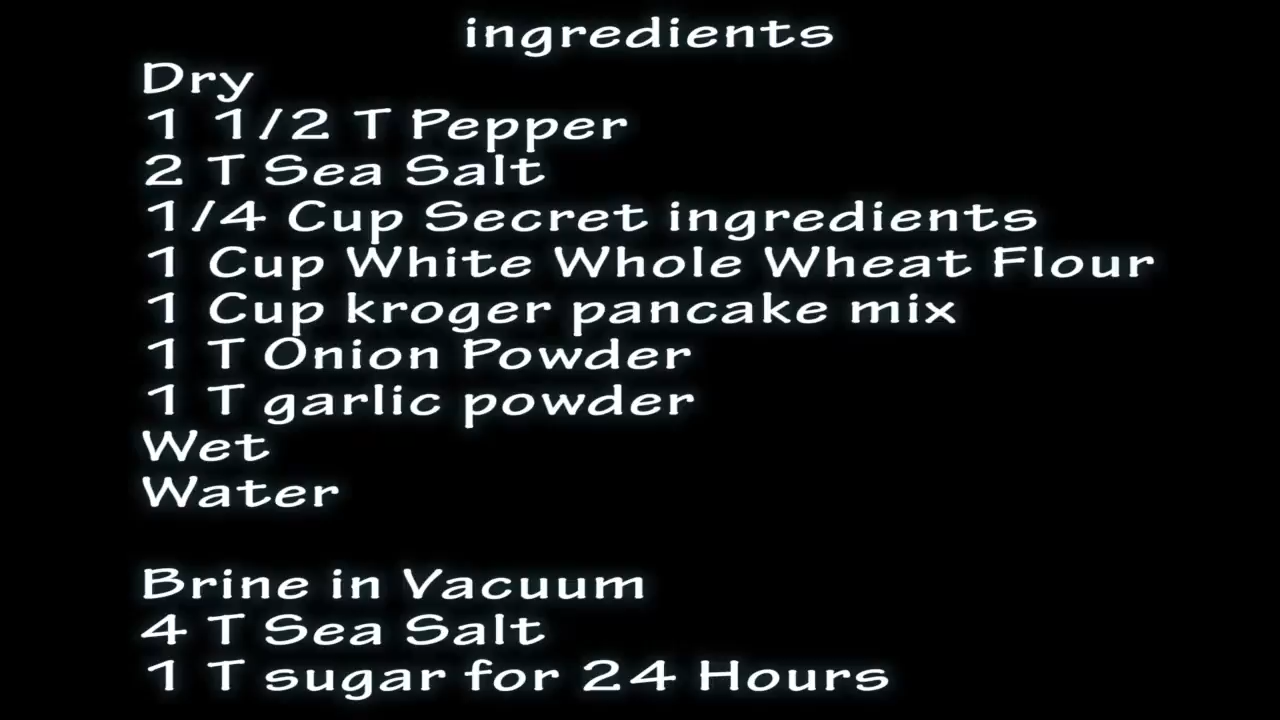 ingredients
Dry
1 1/2 T Pepper
2 T Sea Salt
1/4 Cup Secret ingredients
1 Cup White Whole Wheat Flour
1 Cup kroger pancake mix
1 T Onion Powder
1 T garlic powder
Wet
Water
Brine in Vacuum
4 T Sea Salt
1 T sugar for 24 Hours